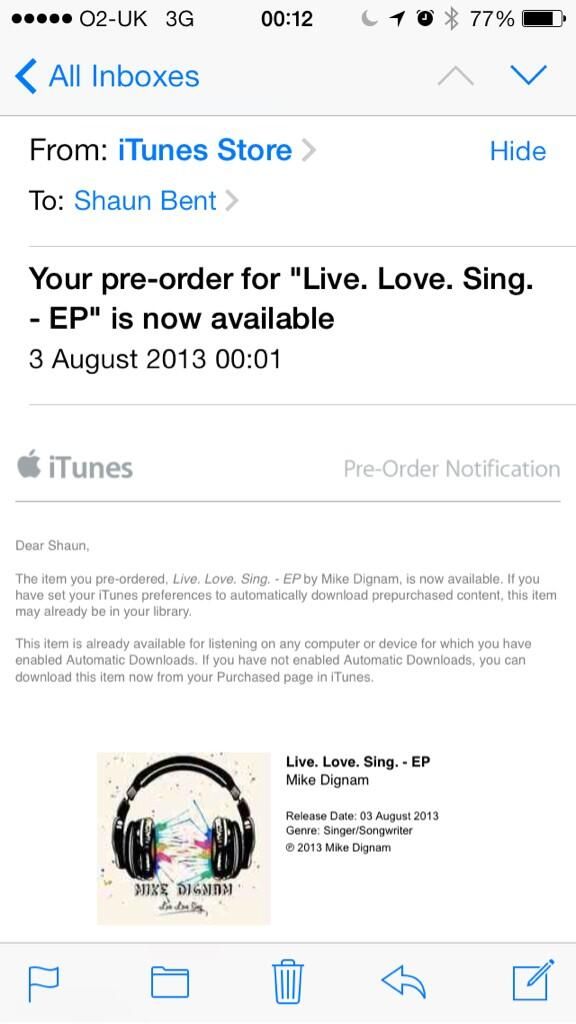 O2-UK 3G 00:12 77%
All Inboxes
From: iTunes Store Hide
To: Shaun Bent
Your pre-order for "Live. Love. Sing.
- EP" is now available
3 August 2013 00:01
iTunes Pre-Order Notification
Dear Shaun,
The item you pre-ordered, Live. Love. Sing. - EP by Mike Dignam, is now available. If you
have set your iTunes preferences to automatically download prepurchased content, this item
may already be in your library.
This item is already available for listening on any computer or device for which you have
enabled Automatic Downloads. If you have not enabled Automatic Downloads, you can
download this item now from your Purchased page in iTunes.
Live. Love. Sing. - EP
Mike Dignam
Release Date: 03 August 2013
Genre: Singer/Songwriter
℗ 2013 Mike Dignam
MIKE DIGNAM
Live Love Sing